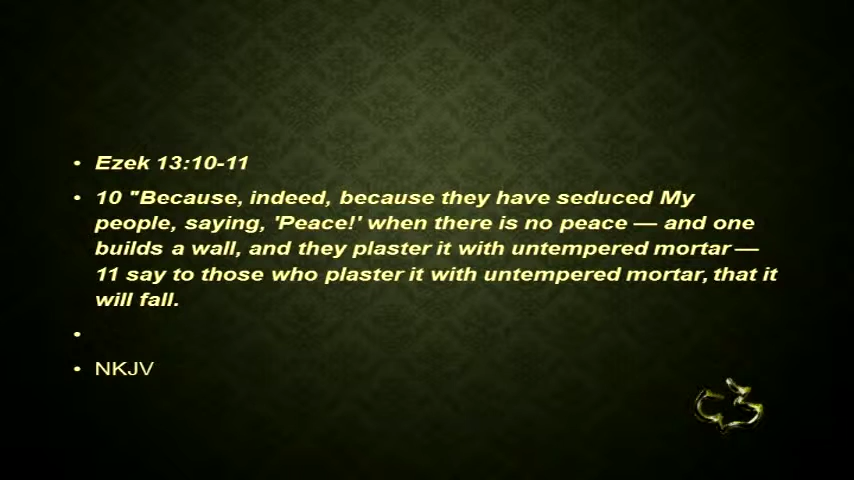 • Ezek 13:10-11
• 10 "Because, indeed, because they have seduced My
people, saying, 'Peace!' when there is no peace — and one
builds a wall, and they plaster it with untempered mortar —
11 say to those who plaster it with untempered mortar, that it
will fall.
•
• NKJV
C3